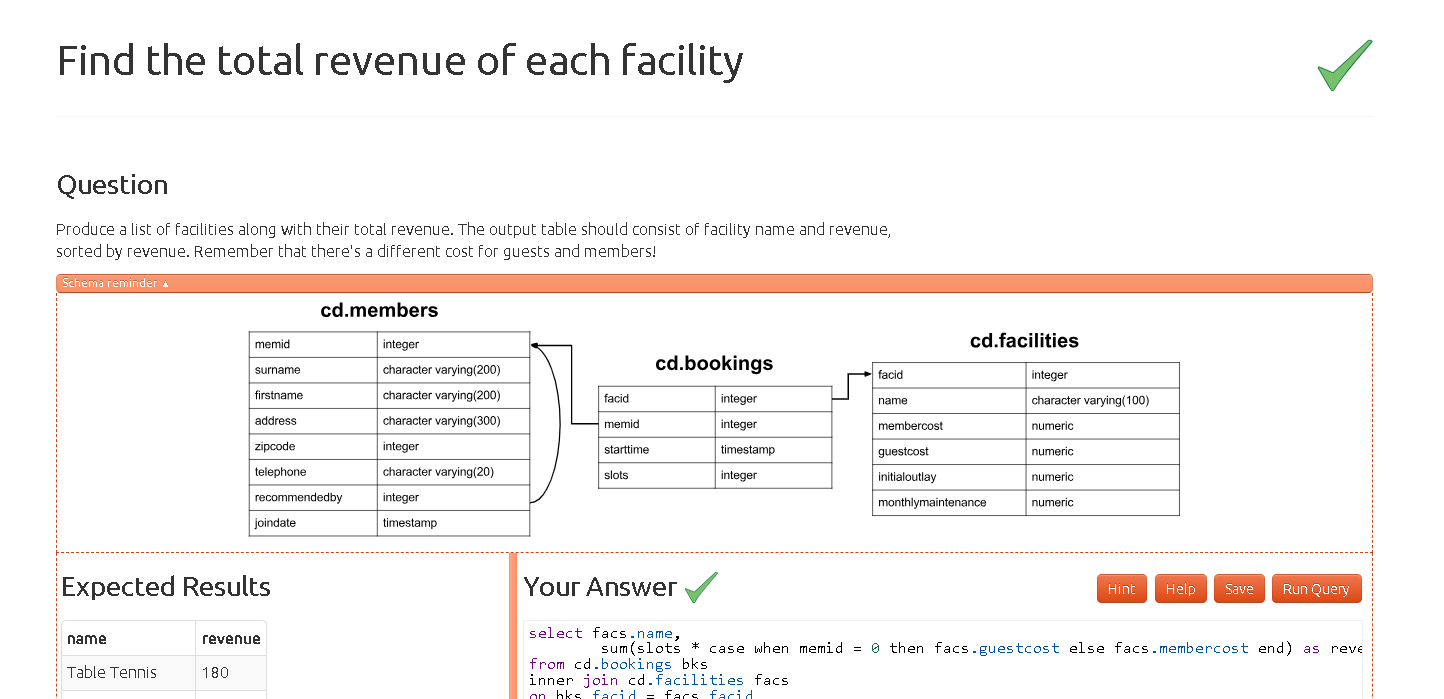 Find the total revenue of each facility
Question
Produce a list of facilities along with their total revenue. The output table should consist of facility name and revenue,
sorted by revenue. Remember that there's a different cost for guests and members!
Schema reminder ▴
cd.members
memid integer
surname character varying(200)
firstname character varying(200)
address character varying(300)
zipcode integer
telephone character varying(20)
recommendedby integer
joindate timestamp
cd.bookings
facid integer
memid integer
starttime timestamp
slots integer
cd.facilities
facid integer
name character varying(100)
membercost numeric
guestcost numeric
initialoutlay numeric
monthlymaintenance numeric
Expected Results
name revenue
Table Tennis 180
Your Answer
Hint Help Save Run Query
select facs.name,
sum(slots * case when memid = 0 then facs.guestcost else facs.membercost end) as reve
from cd.bookings bks
inner join cd.facilities facs
on bks.facid = facs.facid